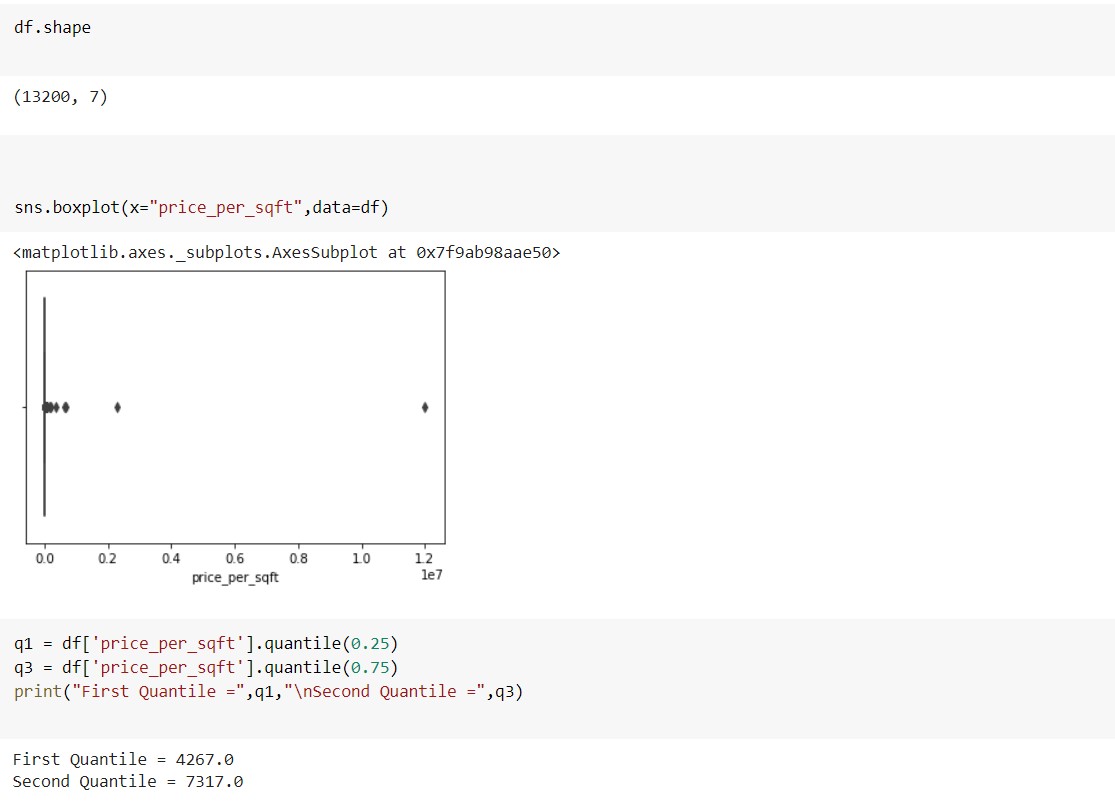 df.shape
(13200, 7)
sns.boxplot(x="price_per_sqft",data=df)
<matplotlib.axes._subplots.AxesSubplot at 0x7f9ab98aae50>
0.0 0.2 0.4 0.6 0.8 1.0 1.2
1e7
price_per_sqft
q1 = df['price_per_sqft'].quantile(0.25)
q3 = df['price_per_sqft'].quantile(0.75)
print("First Quantile =",q1,"\nSecond Quantile =",q3)
First Quantile = 4267.0
Second Quantile = 7317.0